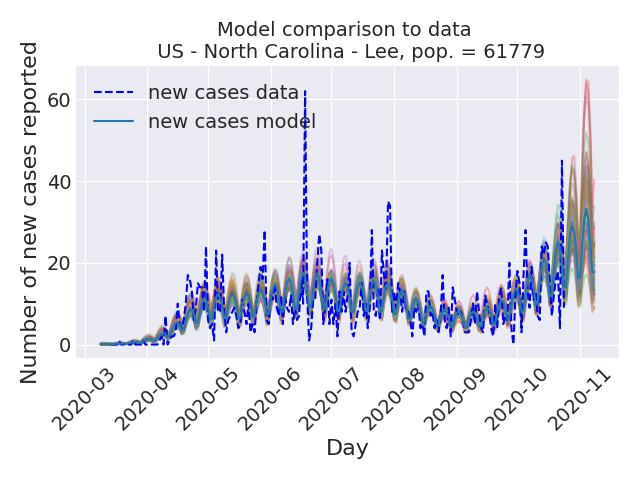 Model comparison to data
US - North Carolina - Lee, pop. = 61779
Number of new cases reported
60
40
20
0
new cases data
new cases model
2020-03
2020-04
2020-05
2020-06
2020-07
2020-08
2020-09
2020-10
2020-11
Day